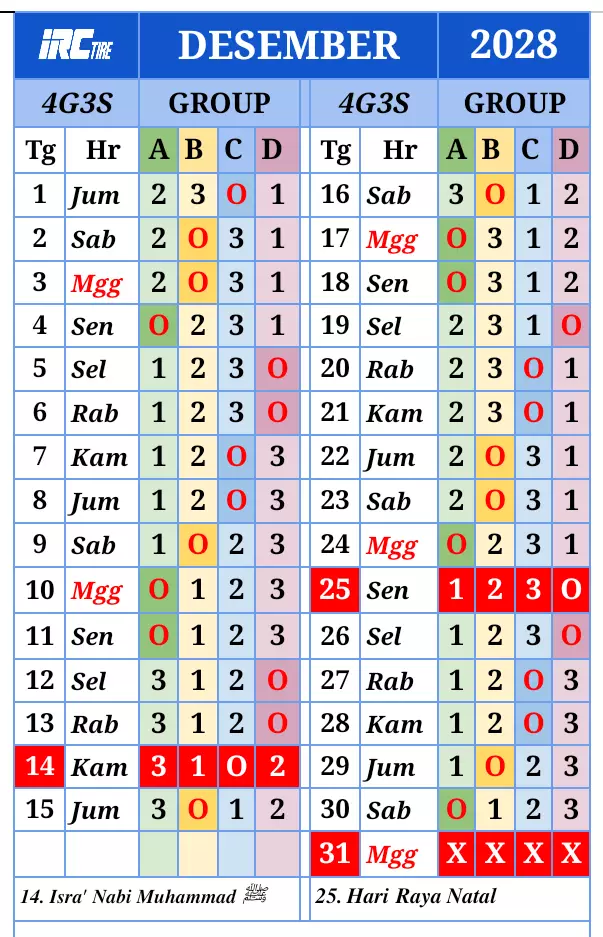 IRC TIRE DESEMBER 2028
4G3S GROUP 4G3S GROUP
Tg Hr A B C D Tg Hr A B C D
1 Jum 2 3 O 1 16 Sab 3 O 1 2
2 Sab 2 O 3 1 17 Mgg O 3 1 2
3 Mgg 2 O 3 1 18 Sen O 3 1 2
4 Sen O 2 3 1 19 Sel 2 3 1 O
5 Sel 1 2 3 O 20 Rab 2 3 O 1
6 Rab 1 2 3 O 21 Kam 2 3 O 1
7 Kam 1 2 O 3 22 Jum 2 O 3 1
8 Jum 1 2 O 3 23 Sab 2 O 3 1
9 Sab 1 O 2 3 24 Mgg O 2 3 1
10 Mgg O 1 2 3 25 Sen 1 2 3 O
11 Sen O 1 2 3 26 Sel 1 2 3 O
12 Sel 3 1 2 O 27 Rab 1 2 O 3
13 Rab 3 1 2 O 28 Kam 1 2 O 3
14 Kam 3 1 O 2 29 Jum 1 O 2 3
15 Jum 3 O 1 2 30 Sab O 1 2 3
31 Mgg X X X X
14. Isra' Nabi Muhammad ﷺ 25. Hari Raya Natal